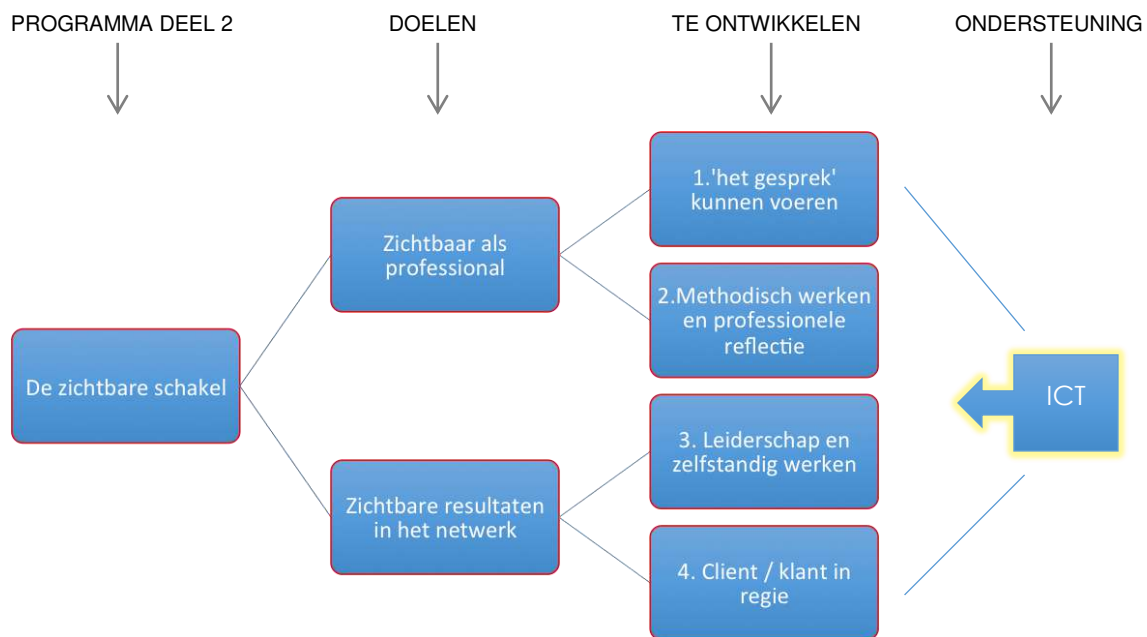 PROGRAMMA DEEL 2
DOELEN
TE ONTWIKKELEN
ONDERSTEUNING
De zichtbare schakel
Zichtbaar als
professional
Zichtbare resultaten
in het netwerk
1.'het gesprek'
kunnen voeren
2.Methodisch werken
en professionele
reflectie
3. Leiderschap en
zelfstandig werken
4. Client / klant in
regie
ICT